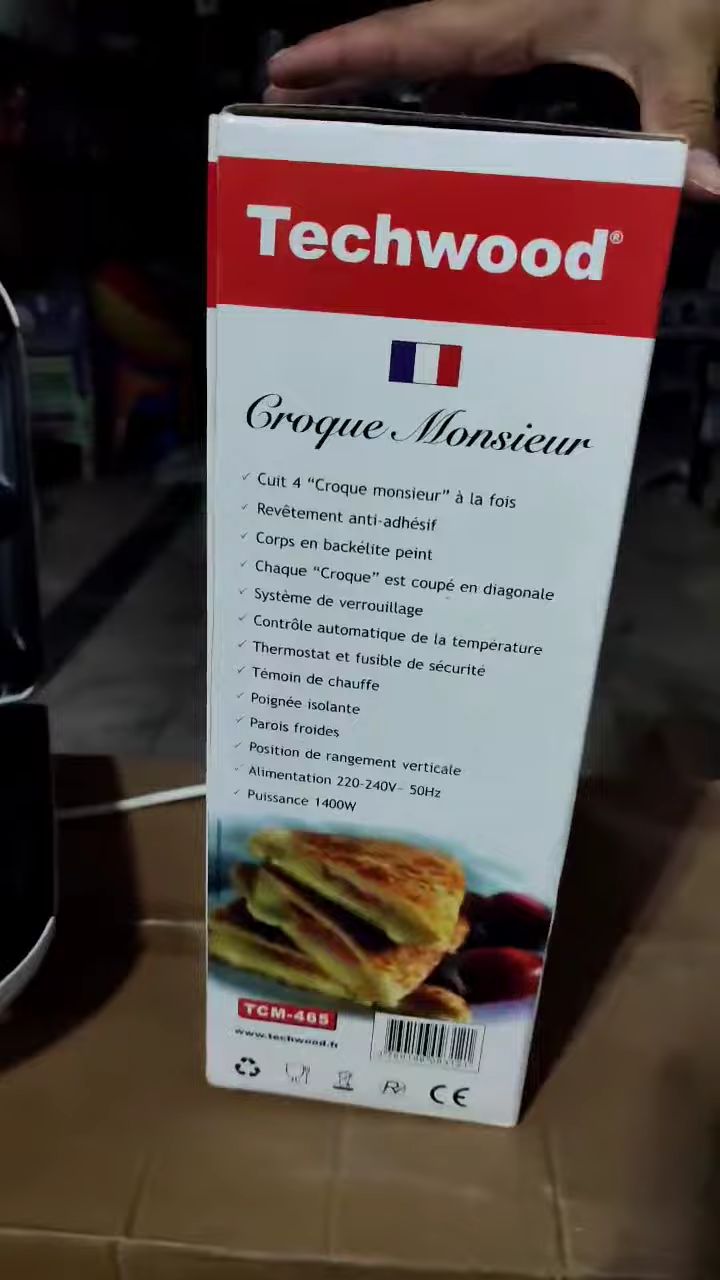 Techwood®
Croque Monsieur
✓ Cuit 4 “Croque monsieur” à la fois
✓ Revêtement anti-adhésif
✓ Corps en backélite peint
✓ Chaque “Croque” est coupé en diagonale
✓ Système de verrouillage
✓ Contrôle automatique de la température
✓ Thermostat et fusible de sécurité
✓ Témoin de chauffe
✓ Poignée isolante
✓ Parois froides
✓ Position de rangement verticale
✓ Alimentation 220-240V~ 50Hz
✓ Puissance 1400W
TCM-465
www.techwood.fr
CE